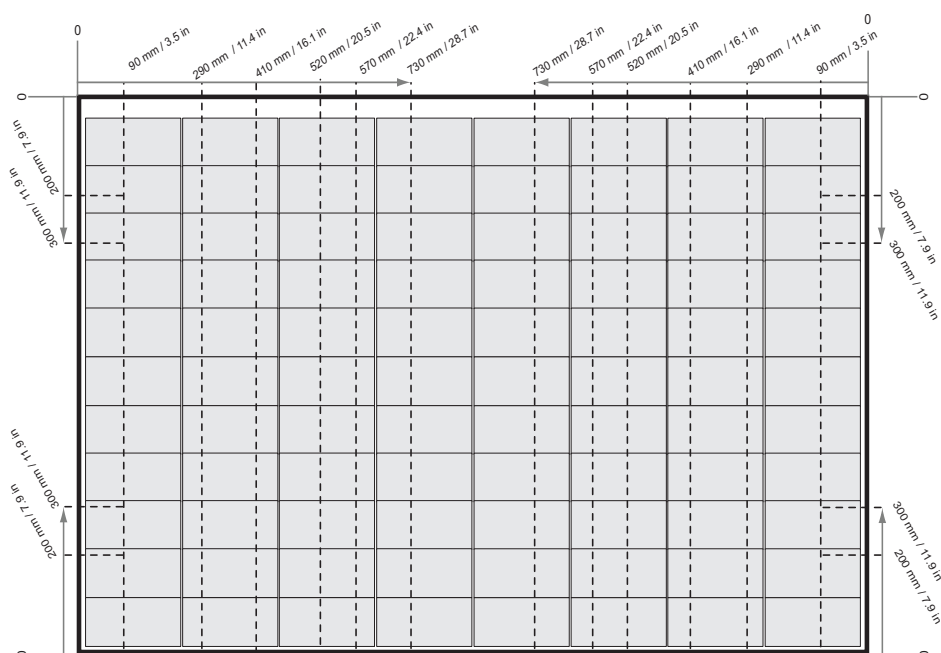 0
90 mm / 3.5 in
290 mm / 11.4 in
410 mm / 16.1 in
520 mm / 20.5 in
570 mm / 22.4 in
730 mm / 28.7 in
730 mm / 28.7 in
570 mm / 22.4 in
520 mm / 20.5 in
410 mm / 16.1 in
290 mm / 11.4 in
90 mm / 3.5 in
0
0
200 mm / 7.9 in
300 mm / 11.9 in
0
200 mm / 7.9 in
300 mm / 11.9 in
300 mm / 11.9 in
200 mm / 7.9 in
0
300 mm / 11.9 in
200 mm / 7.9 in
0